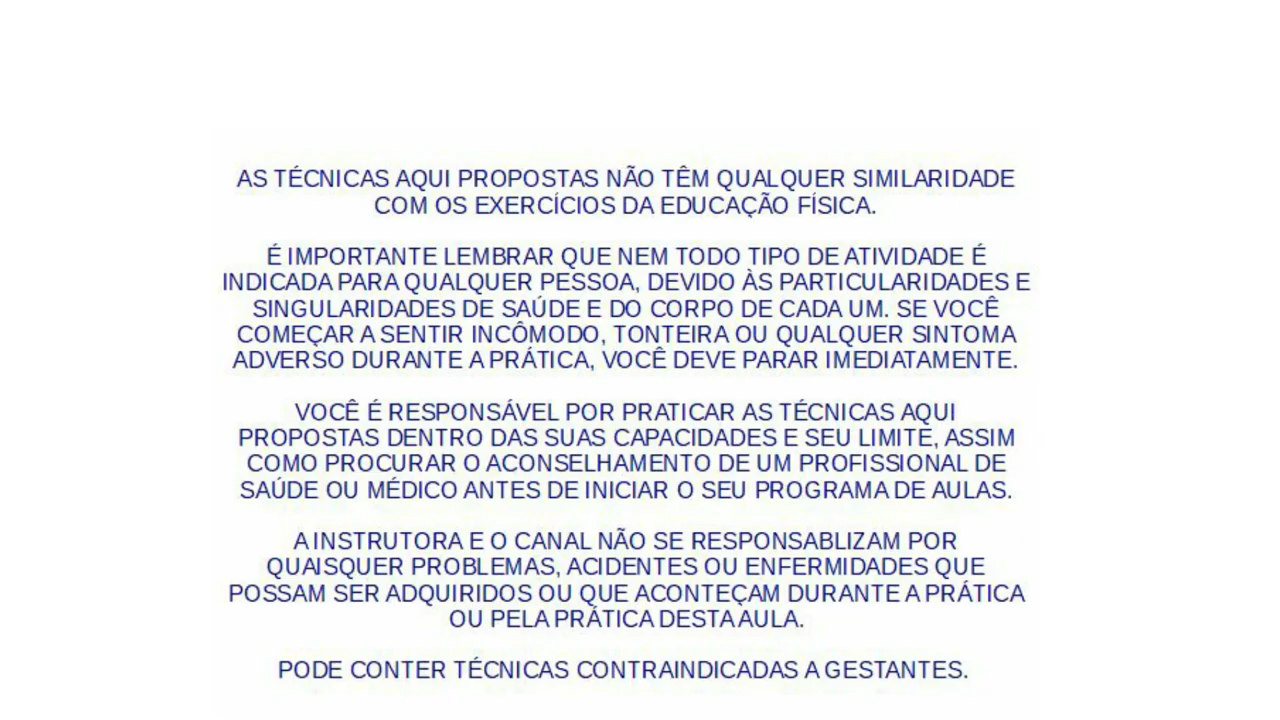 AS TÉCNICAS AQUI PROPOSTAS NÃO TÊM QUALQUER SIMILARIDADE
COM OS EXERCÍCIOS DA EDUCAÇÃO FÍSICA.
É IMPORTANTE LEMBRAR QUE NEM TODO TIPO DE ATIVIDADE É
INDICADA PARA QUALQUER PESSOA, DEVIDO ÀS PARTICULARIDADES E
SINGULARIDADES DE SAÚDE E DO CORPO DE CADA UM. SE VOCÊ
COMEÇAR A SENTIR INCÔMODO, TONTEIRA OU QUALQUER SINTOMA
ADVERSO DURANTE A PRÁTICA, VOCÊ DEVE PARAR IMEDIATAMENTE.
VOCÊ É RESPONSÁVEL POR PRATICAR AS TÉCNICAS AQUI
PROPOSTAS DENTRO DAS SUAS CAPACIDADES E SEU LIMITE, ASSIM
COMO PROCURAR O ACONSELHAMENTO DE UM PROFISSIONAL DE
SAÚDE OU MÉDICO ANTES DE INICIAR O SEU PROGRAMA DE AULAS.
A INSTRUTORA E O CANAL NÃO SE RESPONSABLIZAM POR
QUAISQUER PROBLEMAS, ACIDENTES OU ENFERMIDADES QUE
POSSAM SER ADQUIRIDOS OU QUE ACONTEÇAM DURANTE A PRÁTICA
OU PELA PRÁTICA DESTA AULA.
PODE CONTER TÉCNICAS CONTRAINDICADAS A GESTANTES.